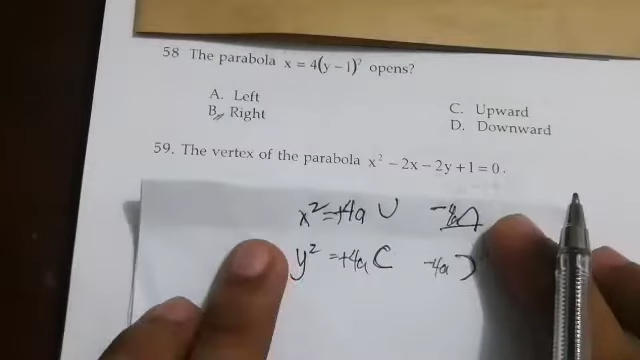 58 The parabola x = 4(y − 1)² opens?
A. Left
B. Right
C. Upward
D. Downward
59. The vertex of the parabola x² − 2x − 2y + 1 = 0.
x² = +4a ∪ −4a ∩
y² = +4a ⊂ −4a ⊃